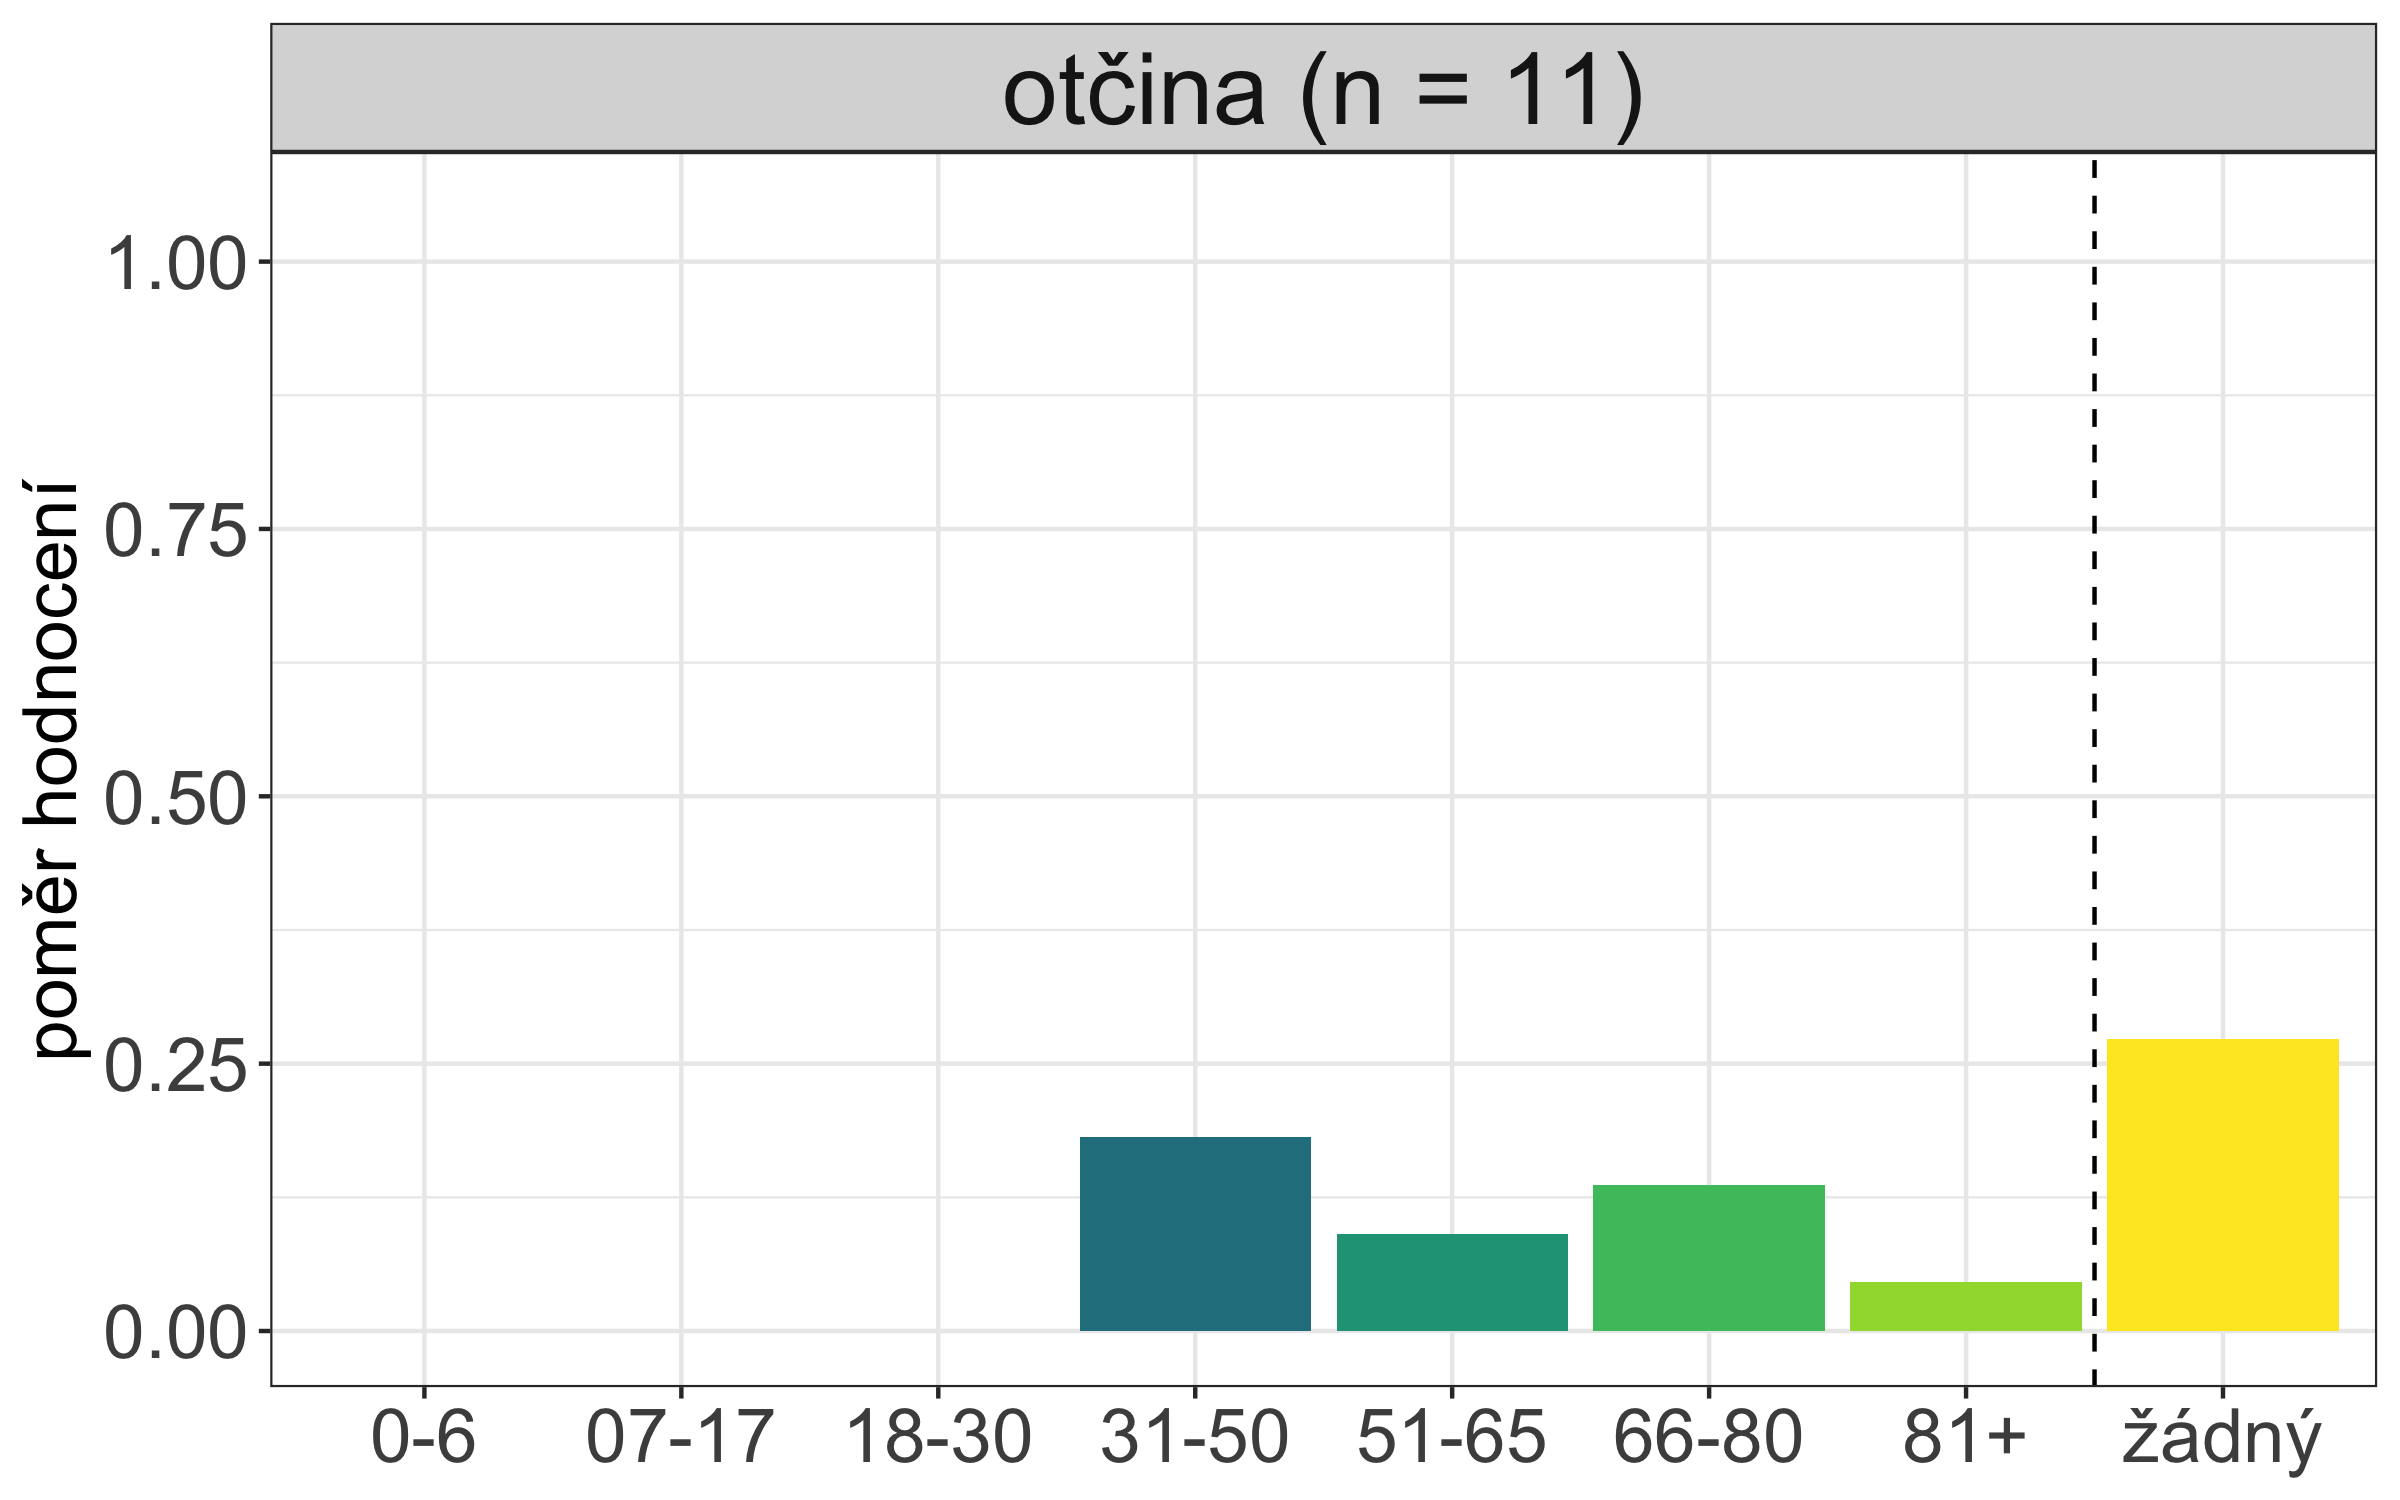 otčina (n = 11)
poměr hodnocení
1.00
0.75
0.50
0.25
0.00
0-6 07-17 18-30 31-50 51-65 66-80 81+ žádný